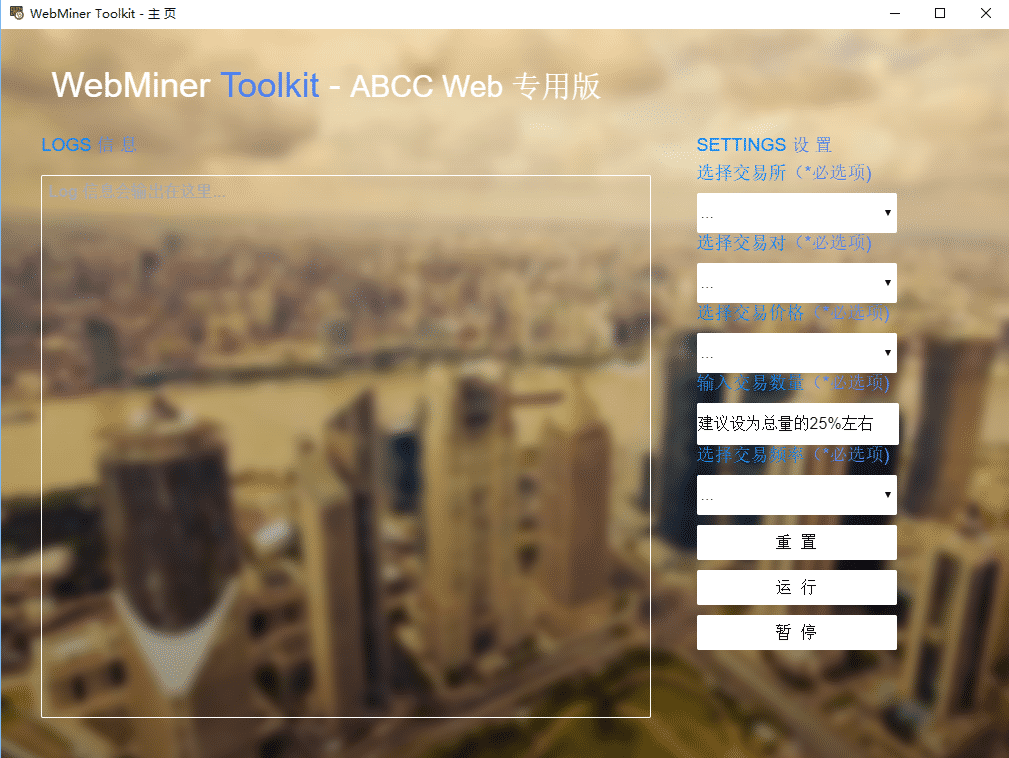 WebMiner Toolkit - 主 页
WebMiner Toolkit - ABCC Web 专用版
LOGS 信 息
Log 信息会输出在这里...
SETTINGS 设 置
选择交易所（*必选项)
...
选择交易对（*必选项)
...
选择交易价格（*必选项)
...
输入交易数量（*必选项)
建议设为总量的25%左右
选择交易频率（*必选项)
...
重 置
运 行
暂 停